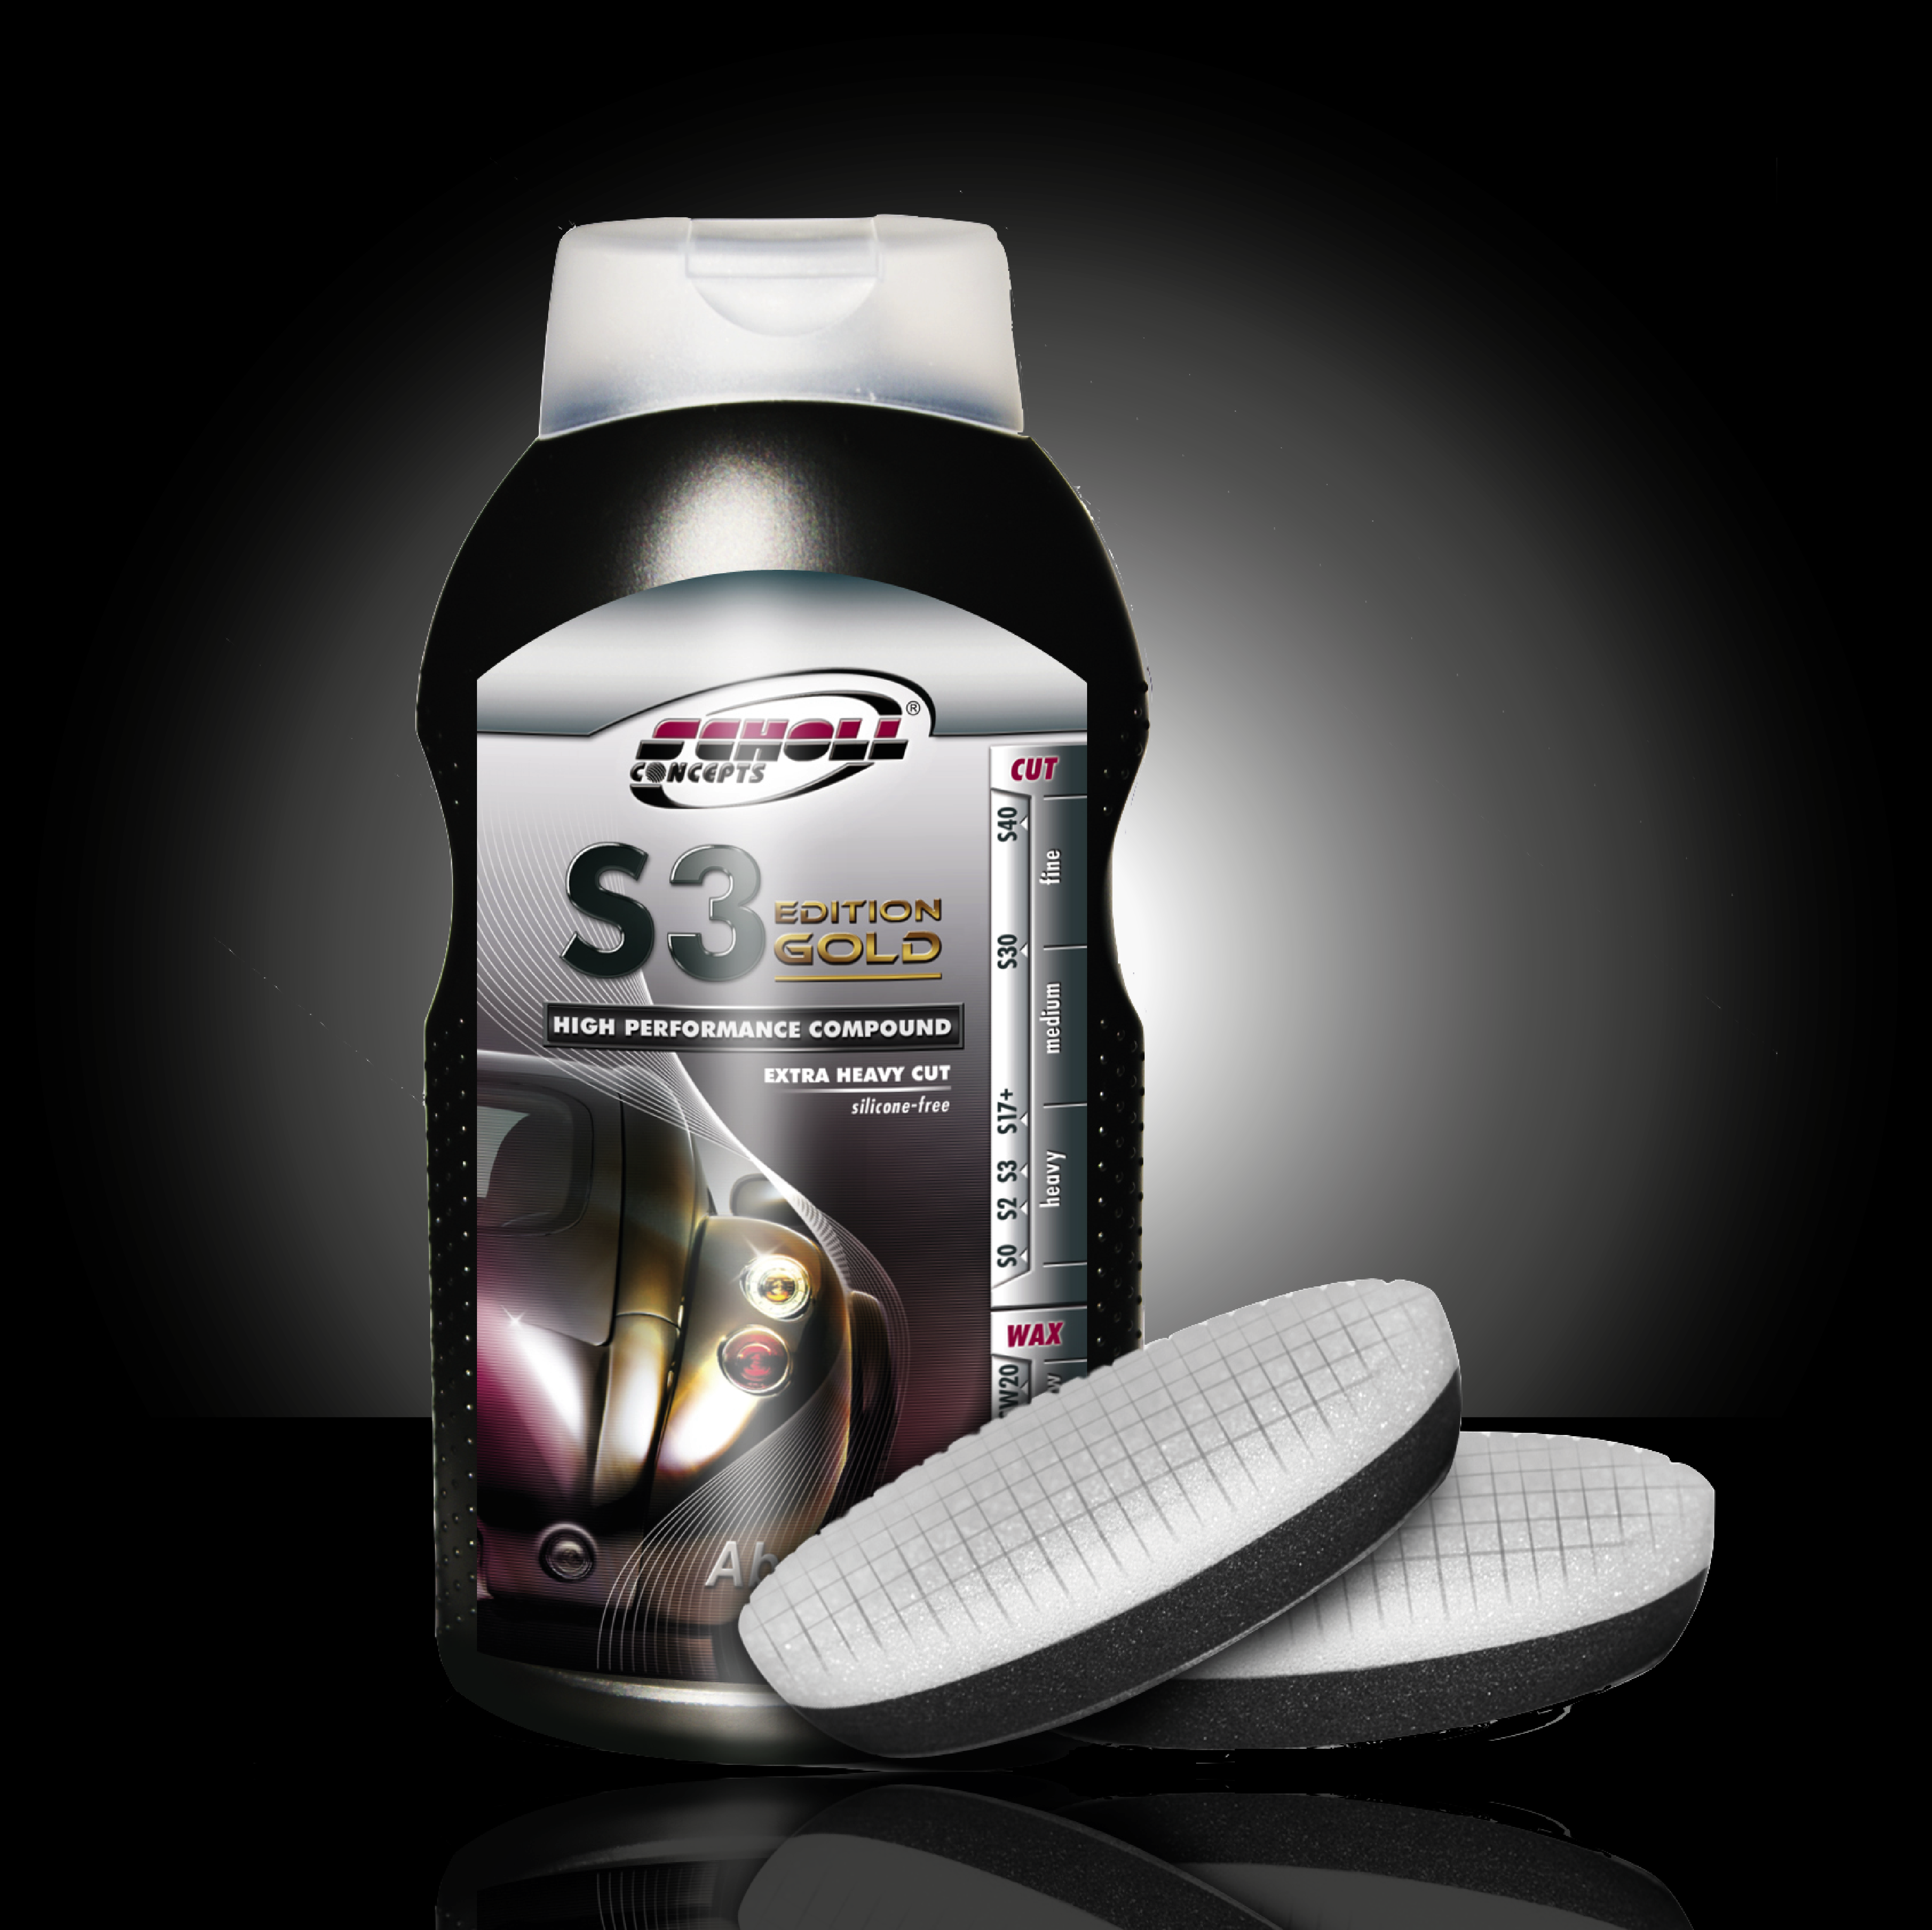 SCHOLL®
CONCEPTS
S3 EDITION
GOLD
HIGH PERFORMANCE COMPOUND
EXTRA HEAVY CUT
silicone-free
CUT
S40
S30
S17+
S3
S2
S0
fine
medium
heavy
WAX
W20